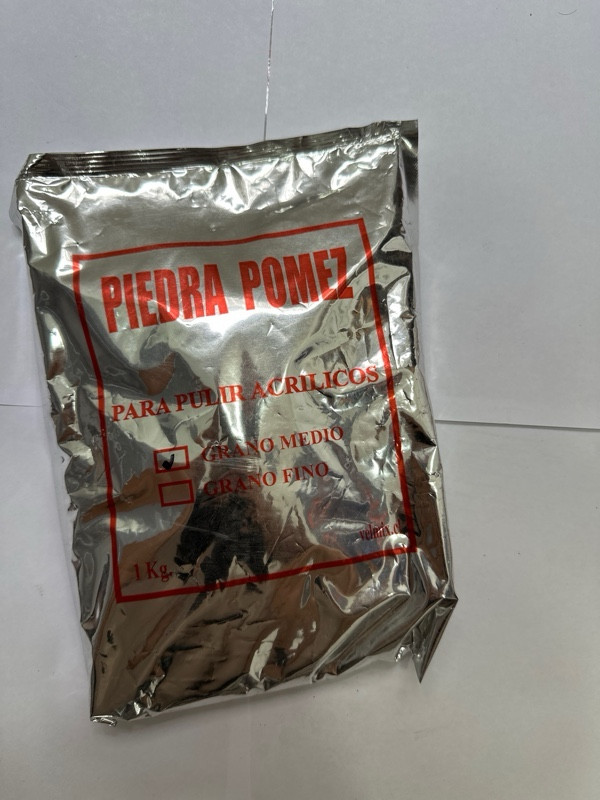 PIEDRA POMEZ
PARA PULIR ACRILICOS
GRANO MEDIO
GRANO FINO
1 Kg.